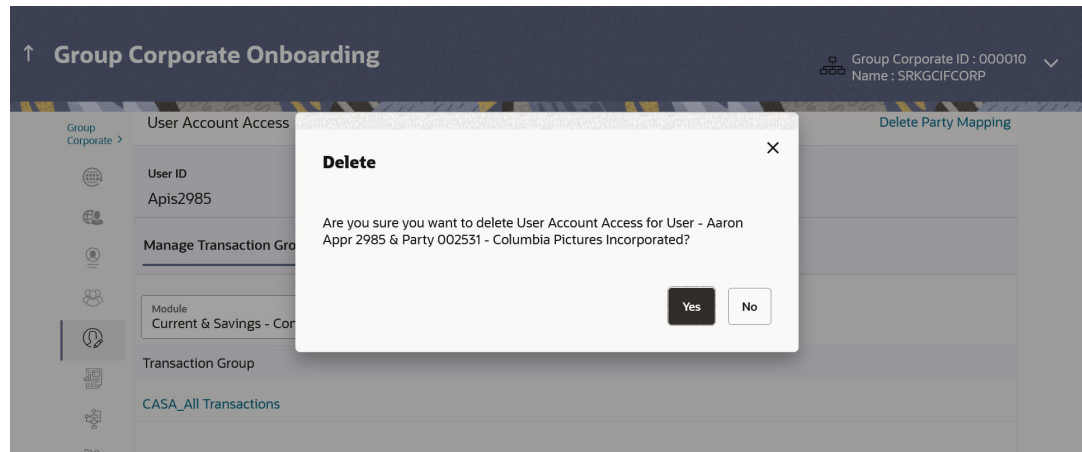 ↑ Group Corporate Onboarding
Group Corporate ID : 000010
Name : SRKGCIFCORP
Group
Corporate >
User Account Access
Delete Party Mapping
User ID
Apis2985
Manage Transaction Gro
Module
Current & Savings - Con
Transaction Group
CASA_All Transactions
Delete
Are you sure you want to delete User Account Access for User - Aaron
Appr 2985 & Party 002531 - Columbia Pictures Incorporated?
Yes
No